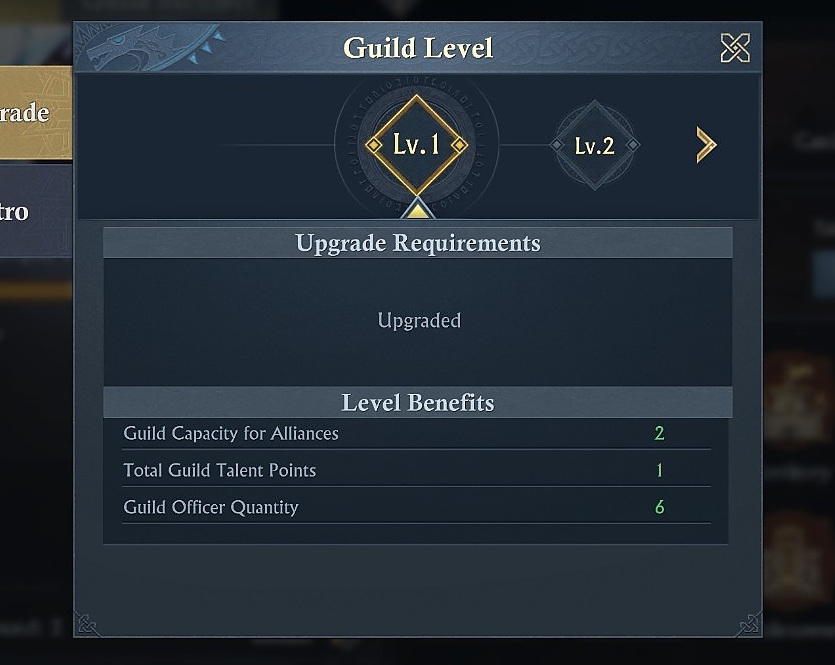 Guild Level
rade
Lv.1
Lv.2
tro
Upgrade Requirements
Upgraded
Level Benefits
Guild Capacity for Alliances 2
Total Guild Talent Points 1
Guild Officer Quantity 6